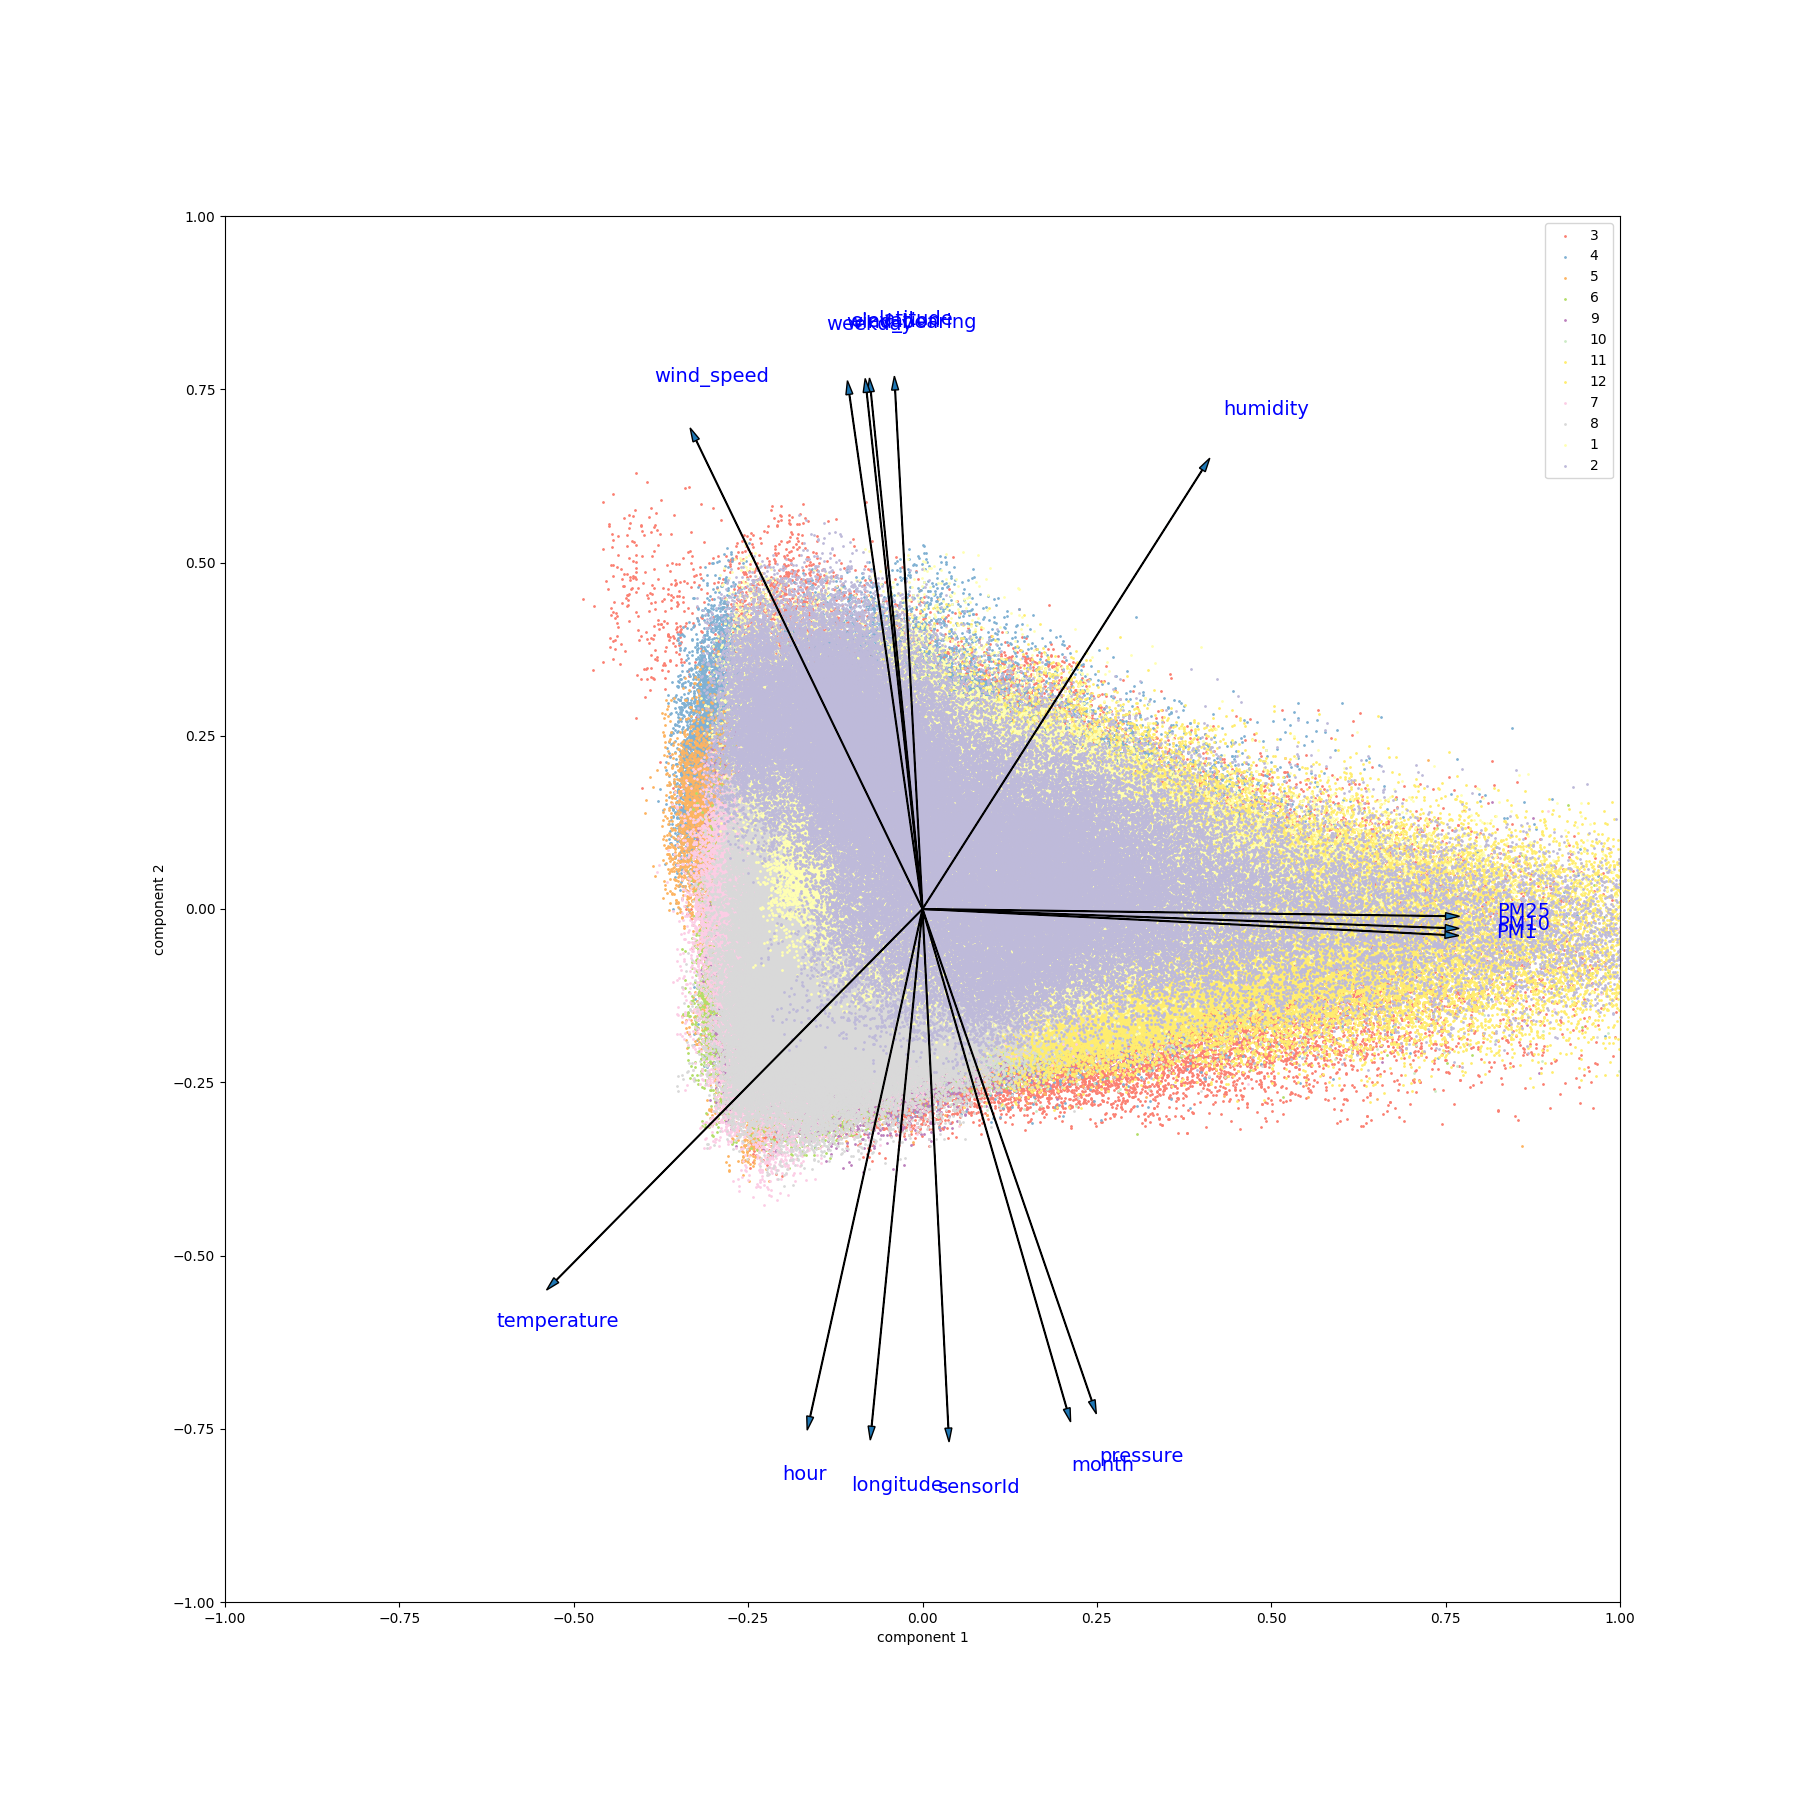 1.00
0.75
0.50
0.25
0.00
−0.25
−0.50
−0.75
−1.00
component 2
3
4
5
6
9
10
11
12
7
8
1
2
latitude
weekday
wind_bearing
wind_speed
humidity
PM25
PM10
PM1
temperature
pressure
month
hour
longitude
sensorId
−1.00
−0.75
−0.50
−0.25
0.00
0.25
0.50
0.75
1.00
component 1